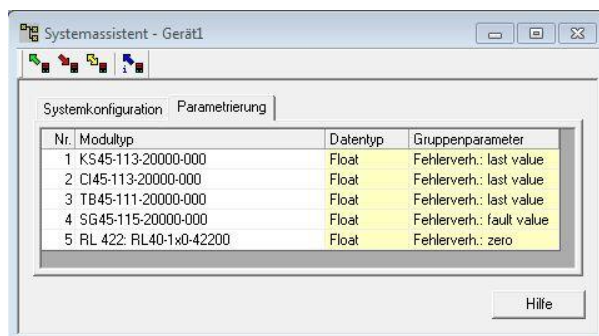 Systemassistent - Gerät1
Systemkonfiguration Parametrierung
Nr. Modultyp Datentyp Gruppenparameter
1 KS45-113-20000-000 Float Fehlerverh.: last value
2 CI45-113-20000-000 Float Fehlerverh.: last value
3 TB45-111-20000-000 Float Fehlerverh.: last value
4 SG45-115-20000-000 Float Fehlerverh.: fault value
5 RL 422: RL40-1x0-42200 Float Fehlerverh.: zero
Hilfe